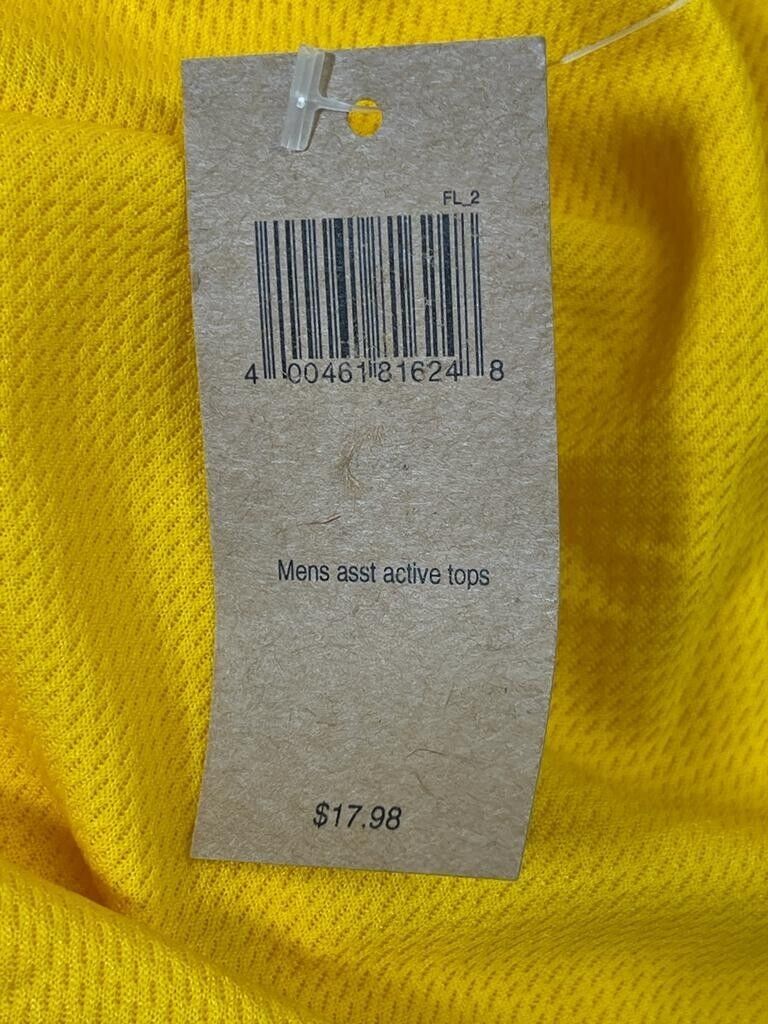 FL_2
4 00461 81624 8
Mens asst active tops
$17.98